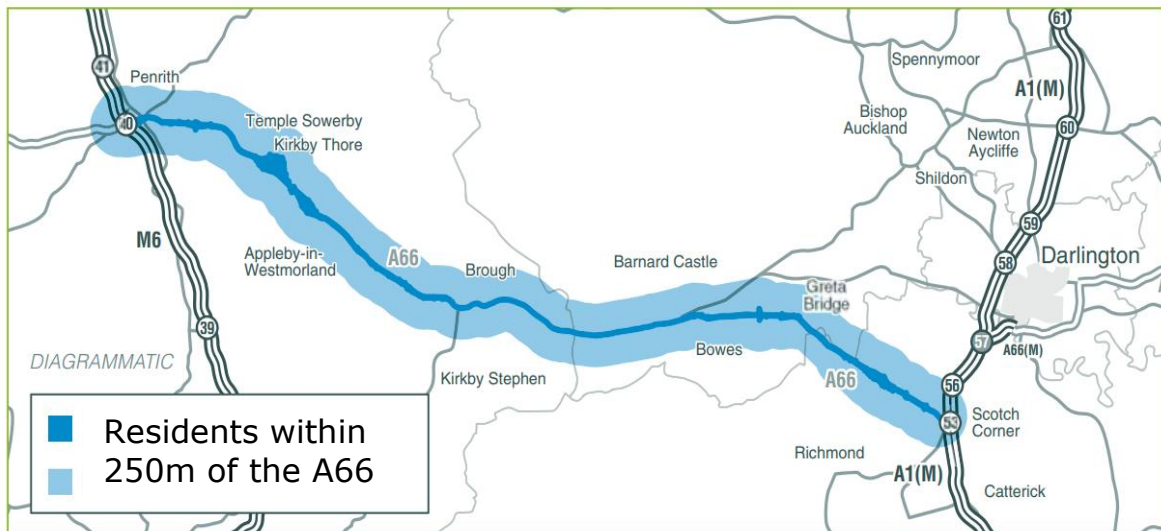 61
Spennymoor
41
Penrith
A1(M)
Bishop
Auckland
40
Temple Sowerby
Kirkby Thore
Newton
Aycliffe
60
Shildon
59
M6
Appleby-in-
Westmorland
A66
Brough
Barnard Castle
58
Darlington
Greta
Bridge
39
57
A66(M)
DIAGRAMMATIC
Bowes
Kirkby Stephen
A66
56
53
Scotch
Corner
Richmond
A1(M)
Catterick
Residents within
250m of the A66